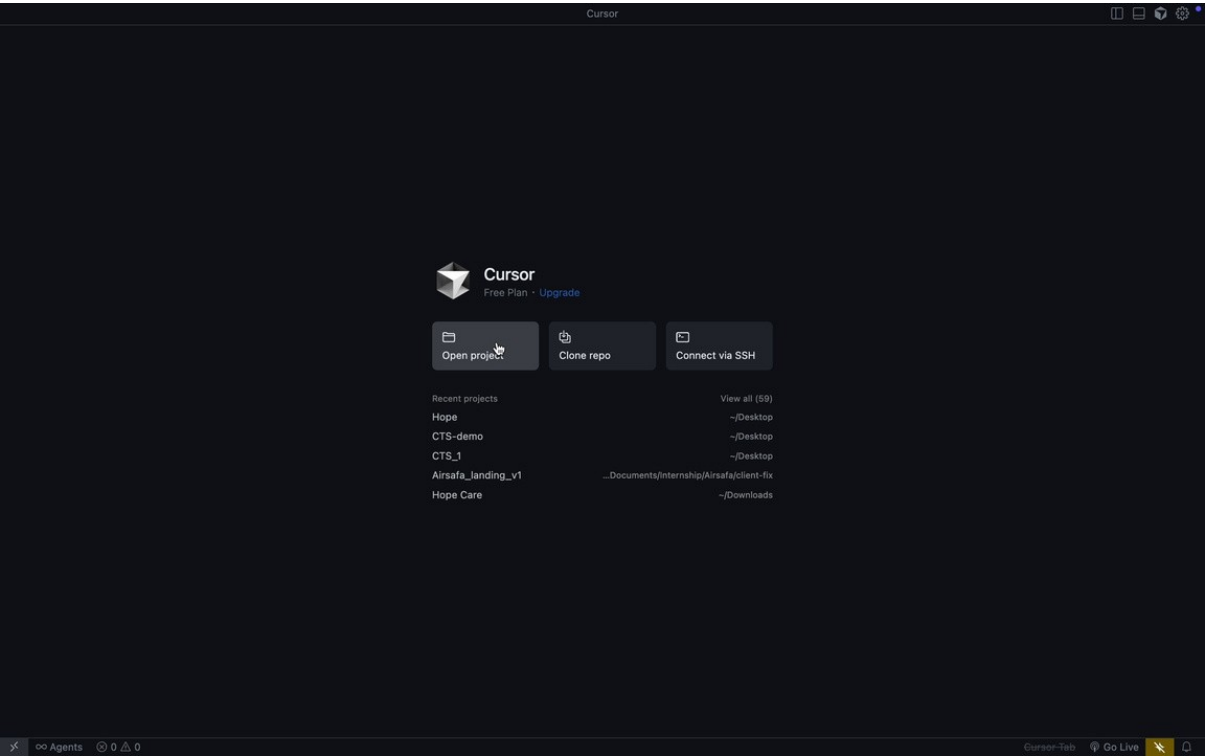 Cursor
Cursor
Free Plan • Upgrade
Open project
Clone repo
Connect via SSH
Recent projects View all (59)
Hope ~/Desktop
CTS-demo ~/Desktop
CTS_1 ~/Desktop
Airsafa_landing_v1 ...Documents/Internship/Airsafa/client-fix
Hope Care ~/Downloads
Agents 0 0 Cursor Tab Go Live